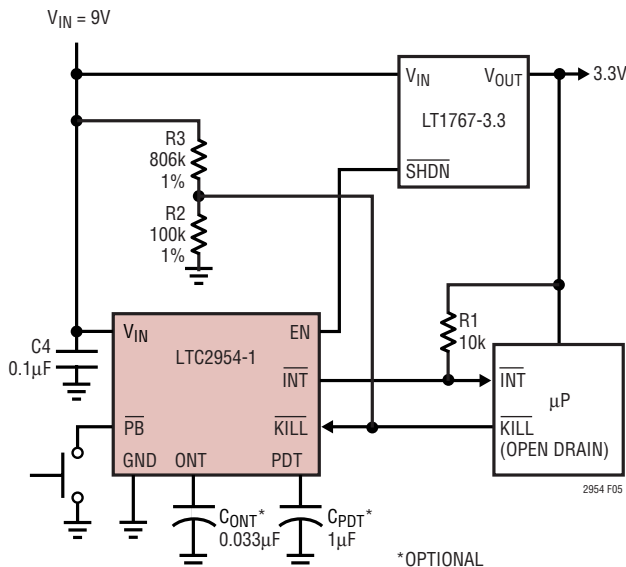 VIN = 9V
VIN
VOUT
3.3V
LT1767-3.3
SHDN
R3
806k
1%
R2
100k
1%
R1
10k
C4
0.1μF
VIN
EN
LTC2954-1
INT
INT
μP
PB
KILL
KILL
(OPEN DRAIN)
GND
ONT
PDT
2954 F05
CONT*
0.033μF
CPDT*
1μF
*OPTIONAL